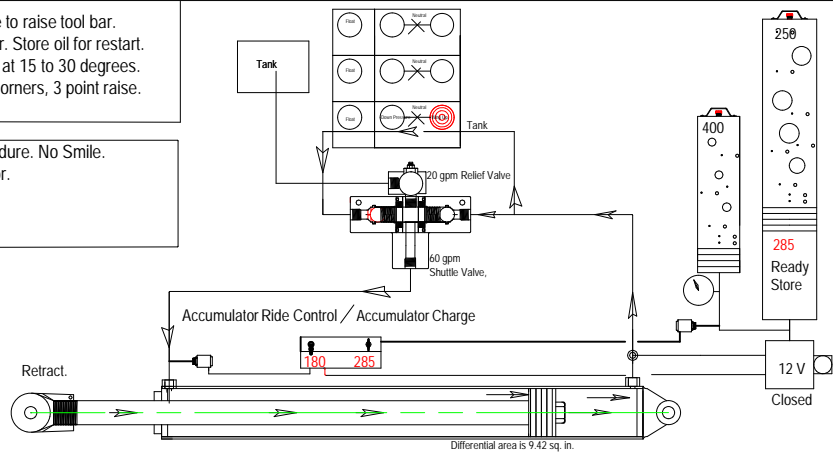 e to raise tool bar.
r. Store oil for restart.
at 15 to 30 degrees.
orners, 3 point raise.
dure. No Smile.
or.
Tank
Float
Neutral
Float
Neutral
Float
Down Pressure
Neutral
Tank
20 gpm Relief Valve
60 gpm
Shuttle Valve,
Accumulator Ride Control / Accumulator Charge
180 285
Retract.
Differential area is 9.42 sq. in.
400
250
285
Ready
Store
12 V
Closed